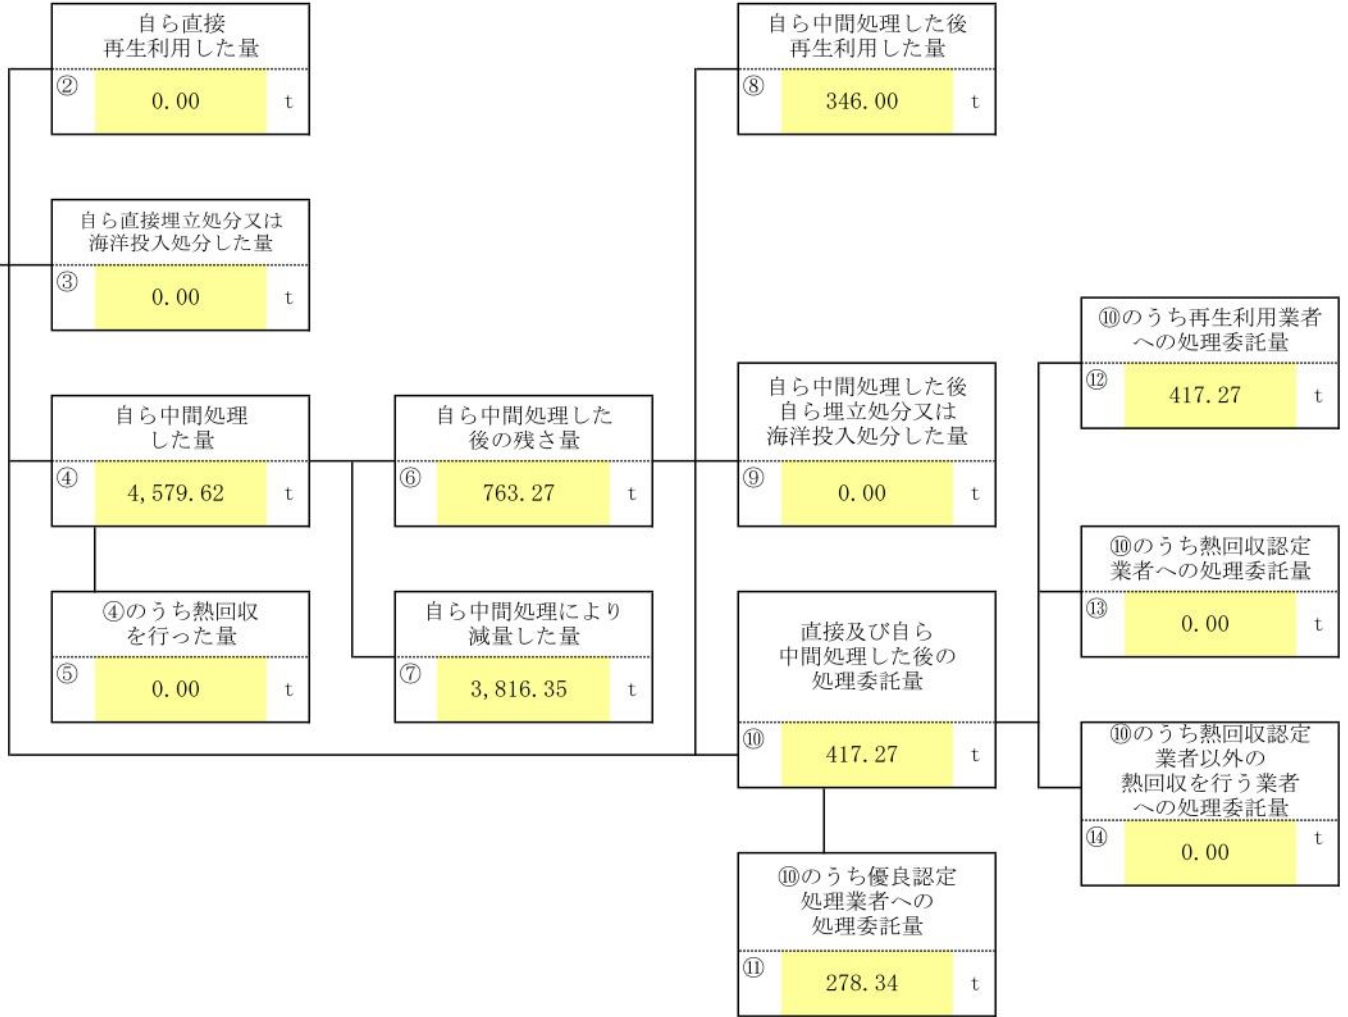 自ら直接
再生利用した量
② 0.00 t
自ら直接埋立処分又は
海洋投入処分した量
③ 0.00 t
自ら中間処理
した量
④ 4,579.62 t
④のうち熱回収
を行った量
⑤ 0.00 t
自ら中間処理した
後の残さ量
⑥ 763.27 t
自ら中間処理により
減量した量
⑦ 3,816.35 t
自ら中間処理した後
再生利用した量
⑧ 346.00 t
自ら中間処理した後
自ら埋立処分又は
海洋投入処分した量
⑨ 0.00 t
直接及び自ら
中間処理した後の
処理委託量
⑩ 417.27 t
⑩のうち優良認定
処理業者への
処理委託量
⑪ 278.34 t
⑩のうち再生利用業者
への処理委託量
⑫ 417.27 t
⑩のうち熱回収認定
業者への処理委託量
⑬ 0.00 t
⑩のうち熱回収認定
業者以外の
熱回収を行う業者
への処理委託量
⑭ 0.00 t